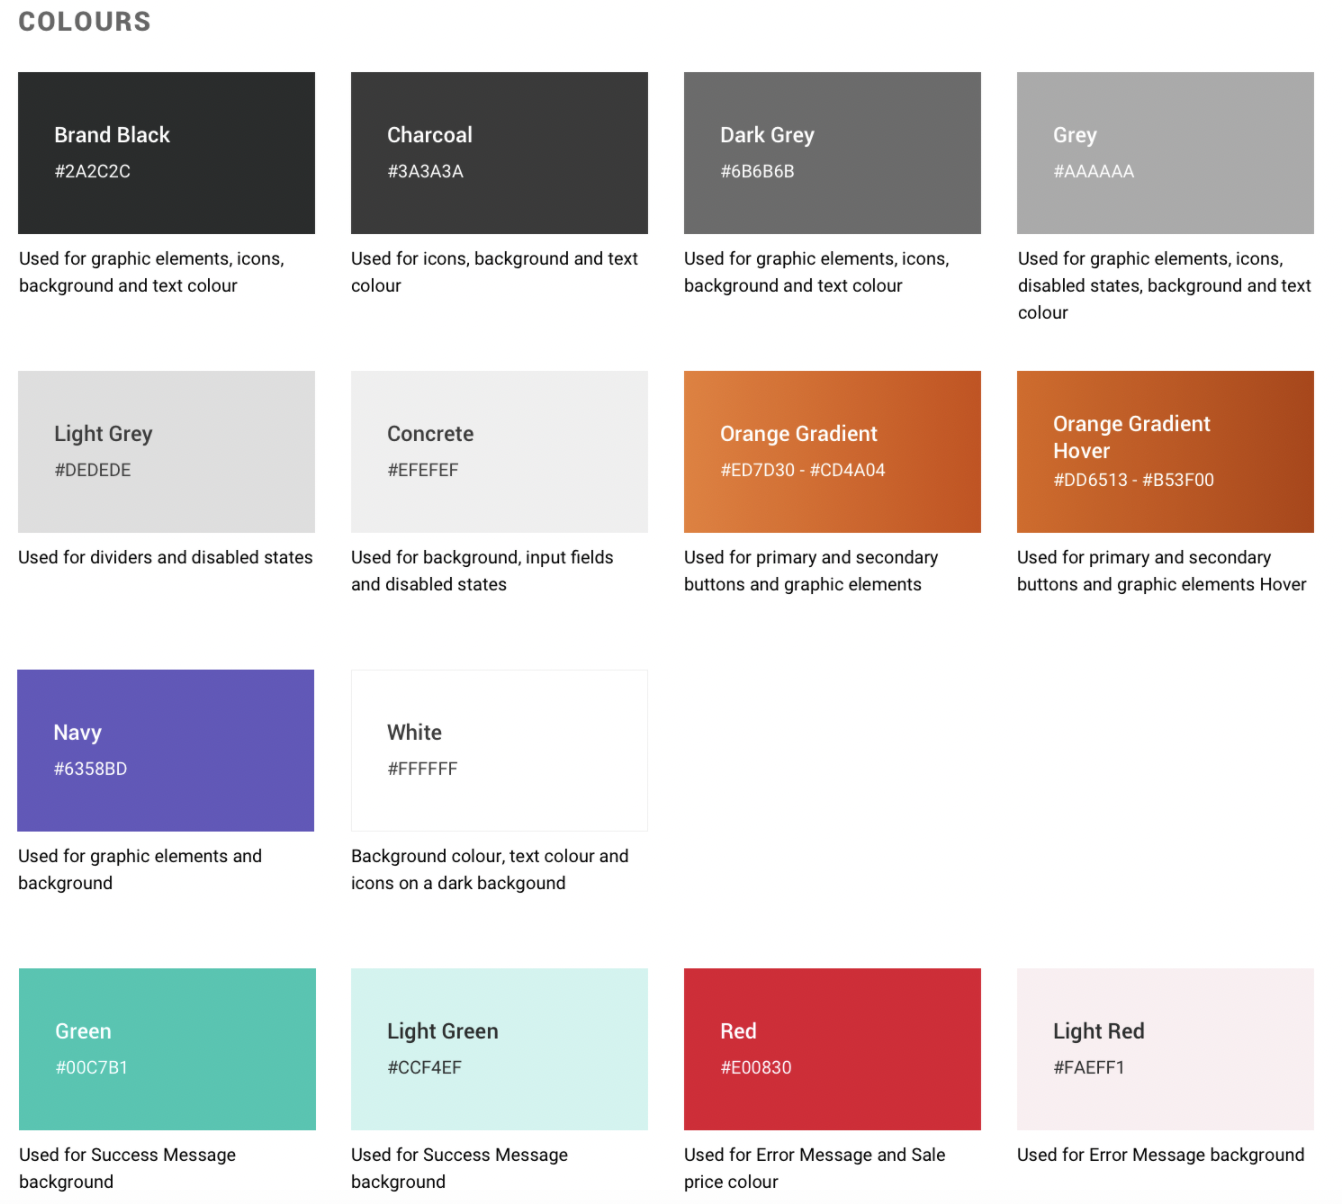 COLOURS
Brand Black
#2A2C2C
Used for graphic elements, icons,
background and text colour
Charcoal
#3A3A3A
Used for icons, background and text
colour
Dark Grey
#6B6B6B
Used for graphic elements, icons,
background and text colour
Grey
#AAAAAA
Used for graphic elements, icons,
disabled states, background and text
colour
Light Grey
#DEDEDE
Used for dividers and disabled states
Concrete
#EFEFEF
Used for background, input fields
and disabled states
Orange Gradient
#ED7D30 - #CD4A04
Used for primary and secondary
buttons and graphic elements
Orange Gradient
Hover
#DD6513 - #B53F00
Used for primary and secondary
buttons and graphic elements Hover
Navy
#6358BD
Used for graphic elements and
background
White
#FFFFFF
Background colour, text colour and
icons on a dark backgound
Green
#00C7B1
Used for Success Message
background
Light Green
#CCF4EF
Used for Success Message
background
Red
#E00830
Used for Error Message and Sale
price colour
Light Red
#FAEFF1
Used for Error Message background